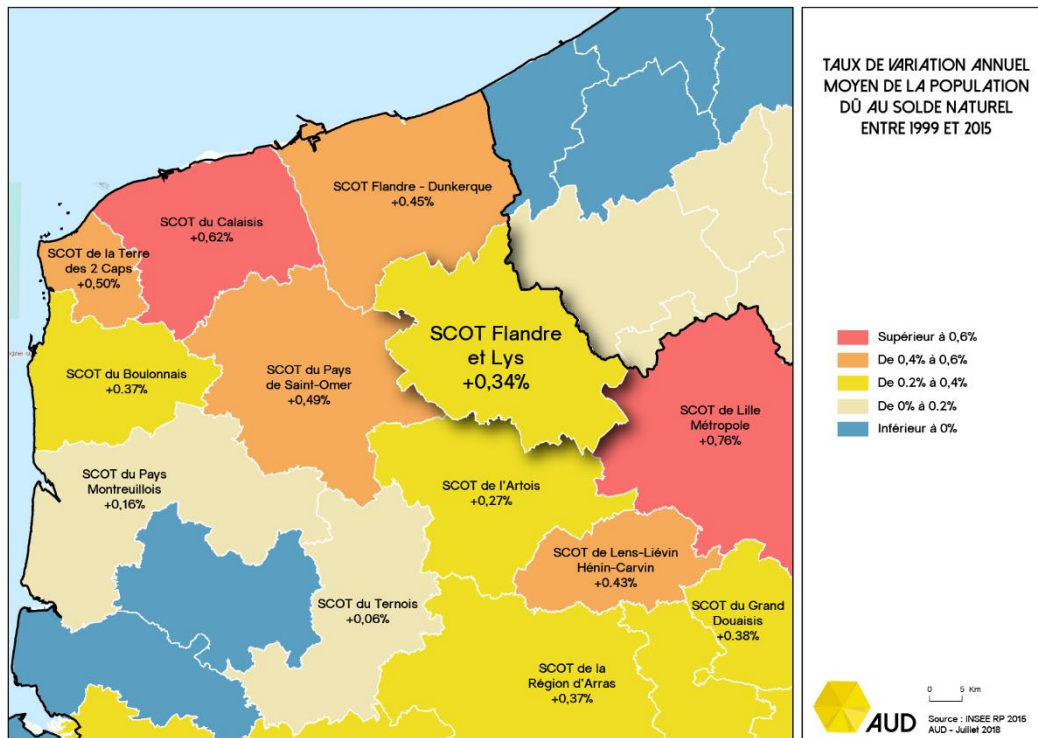 TAUX DE VARIATION ANNUEL
MOYEN DE LA POPULATION
DÛ AU SOLDE NATUREL
ENTRE 1999 ET 2015
SCOT Flandre - Dunkerque
+0.45%
SCOT du Calaisis
+0,62%
SCOT de la Terre
des 2 Caps
+0,50%
SCOT Flandre
et Lys
+0,34%
SCOT du Boulonnais
+0.37%
SCOT du Pays
de Saint-Omer
+0,49%
SCOT de Lille
Métropole
+0,76%
SCOT du Pays
Montreuillois
+0,16%
SCOT de l'Artois
+0,27%
SCOT de Lens-Liévin
Hénin-Carvin
+0.43%
SCOT du Ternois
+0,06%
SCOT du Grand
Douaisis
+0.38%
SCOT de la
Région d'Arras
+0,37%
Supérieur à 0,6%
De 0,4% à 0,6%
De 0.2% à 0,4%
De 0% à 0.2%
Inférieur à 0%
0 5 Km
AUD
Source : INSEE RP 2015
AUD - Juillet 2018